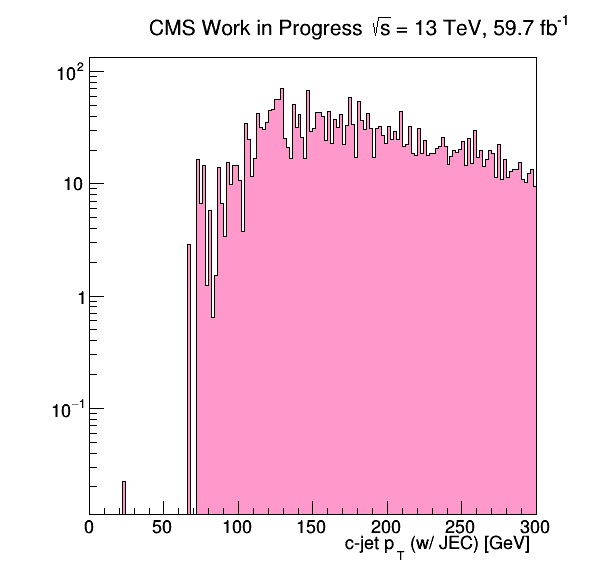 CMS Work in Progress √s = 13 TeV, 59.7 fb⁻¹
10²
10
1
10⁻¹
0 50 100 150 200 250 300
c-jet p_T (w/ JEC) [GeV]